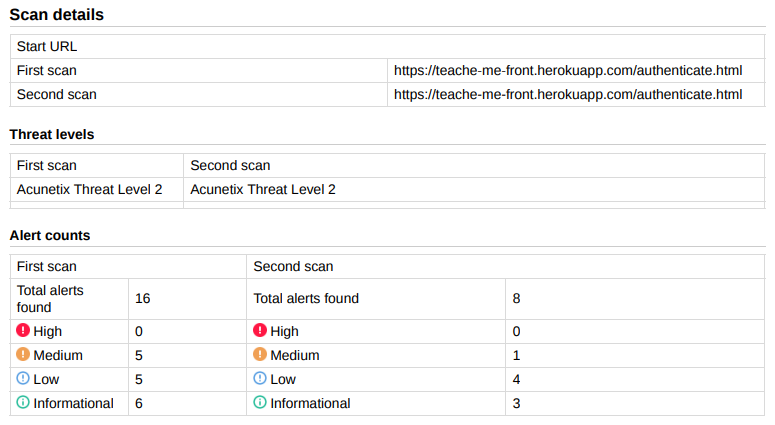 Scan details
Start URL
First scan https://teache-me-front.herokuapp.com/authenticate.html
Second scan https://teache-me-front.herokuapp.com/authenticate.html
Threat levels
First scan Second scan
Acunetix Threat Level 2 Acunetix Threat Level 2
Alert counts
First scan Second scan
Total alerts found 16 Total alerts found 8
High 0 High 0
Medium 5 Medium 1
Low 5 Low 4
Informational 6 Informational 3